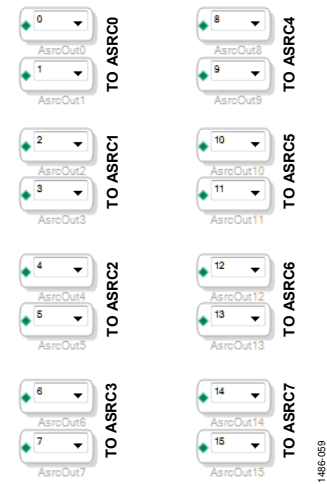 0
AsrcOut0
1
AsrcOut1
TO ASRC0
2
AsrcOut2
3
AsrcOut3
TO ASRC1
4
AsrcOut4
5
AsrcOut5
TO ASRC2
6
AsrcOut6
7
AsrcOut7
TO ASRC3
8
AsrcOut8
9
AsrcOut9
TO ASRC4
10
AsrcOut10
11
AsrcOut11
TO ASRC5
12
AsrcOut12
13
AsrcOut13
TO ASRC6
14
AsrcOut14
15
AsrcOut15
TO ASRC7
1486-059